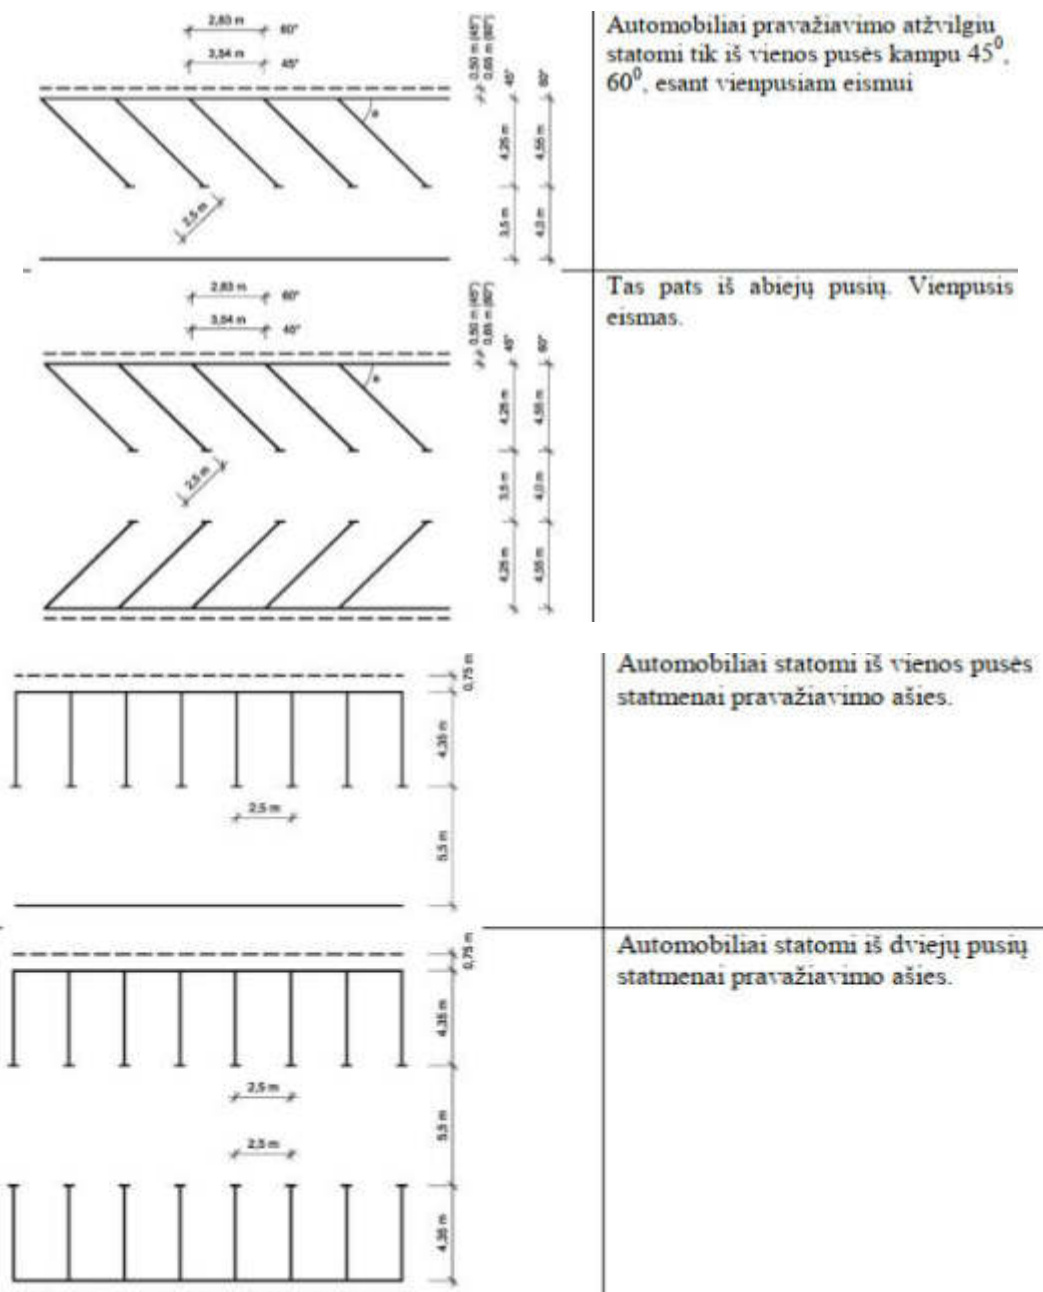 2,83 m 60°
3,54 m 45°
0,50 m (45°)
0,65 m (60°)
45°
60°
4,25 m 4,55 m
2,5 m
3,5 m 4,0 m
Automobiliai pravažiavimo atžvilgiu
statomi tik iš vienos pusės kampu 45⁰,
60⁰, esant vienpusiam eismui
2,83 m 60°
3,54 m 45°
0,50 m (45°)
0,65 m (60°)
45°
60°
4,25 m 4,55 m
2,5 m
3,5 m 4,0 m
4,25 m 4,55 m
Tas pats iš abiejų pusių. Vienpusis
eismas.
0,75 m
4,35 m
2,5 m
5,5 m
Automobiliai statomi iš vienos pusės
statmenai pravažiavimo ašies.
0,75 m
4,35 m
2,5 m
5,5 m
2,5 m
4,35 m
Automobiliai statomi iš dviejų pusių
statmenai pravažiavimo ašies.